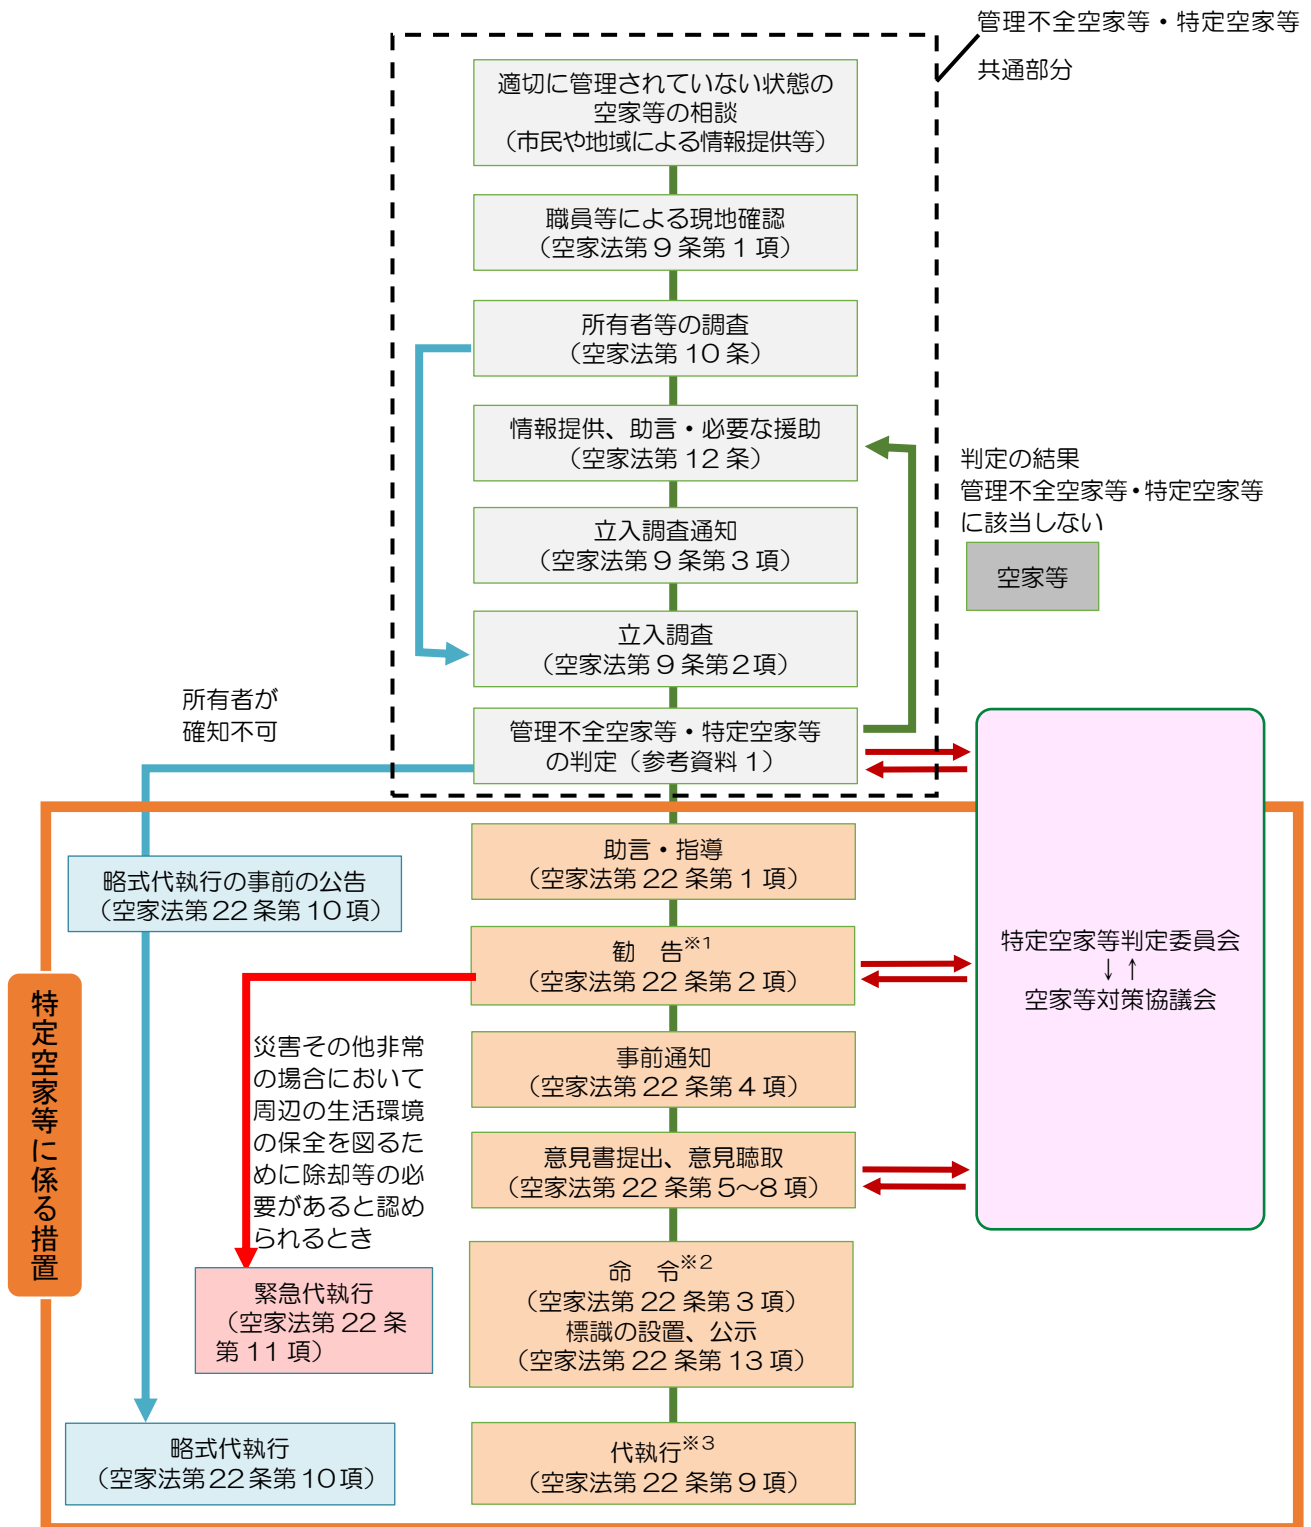 管理不全空家等・特定空家等
共通部分
適切に管理されていない状態の
空家等の相談
（市民や地域による情報提供等）
職員等による現地確認
（空家法第９条第１項）
所有者等の調査
（空家法第10条）
情報提供、助言・必要な援助
（空家法第12条）
判定の結果
管理不全空家等・特定空家等
に該当しない
空家等
立入調査通知
（空家法第９条第３項）
立入調査
（空家法第９条第２項）
所有者が
確知不可
管理不全空家等・特定空家等
の判定（参考資料１）
助言・指導
（空家法第22条第１項）
略式代執行の事前の公告
（空家法第22条第10項）
勧　告※1
（空家法第22条第２項）
特定空家等判定委員会
↓↑
空家等対策協議会
特定空家等に係る措置
災害その他非常
の場合において
周辺の生活環境
の保全を図るた
めに除却等の必
要があると認め
られるとき
事前通知
（空家法第22条第４項）
意見書提出、意見聴取
（空家法第22条第５～８項）
緊急代執行
（空家法第22条
第11項）
命　令※2
（空家法第22条第３項）
標識の設置、公示
（空家法第22条第13項）
略式代執行
（空家法第22条第10項）
代執行※3
（空家法第22条第９項）